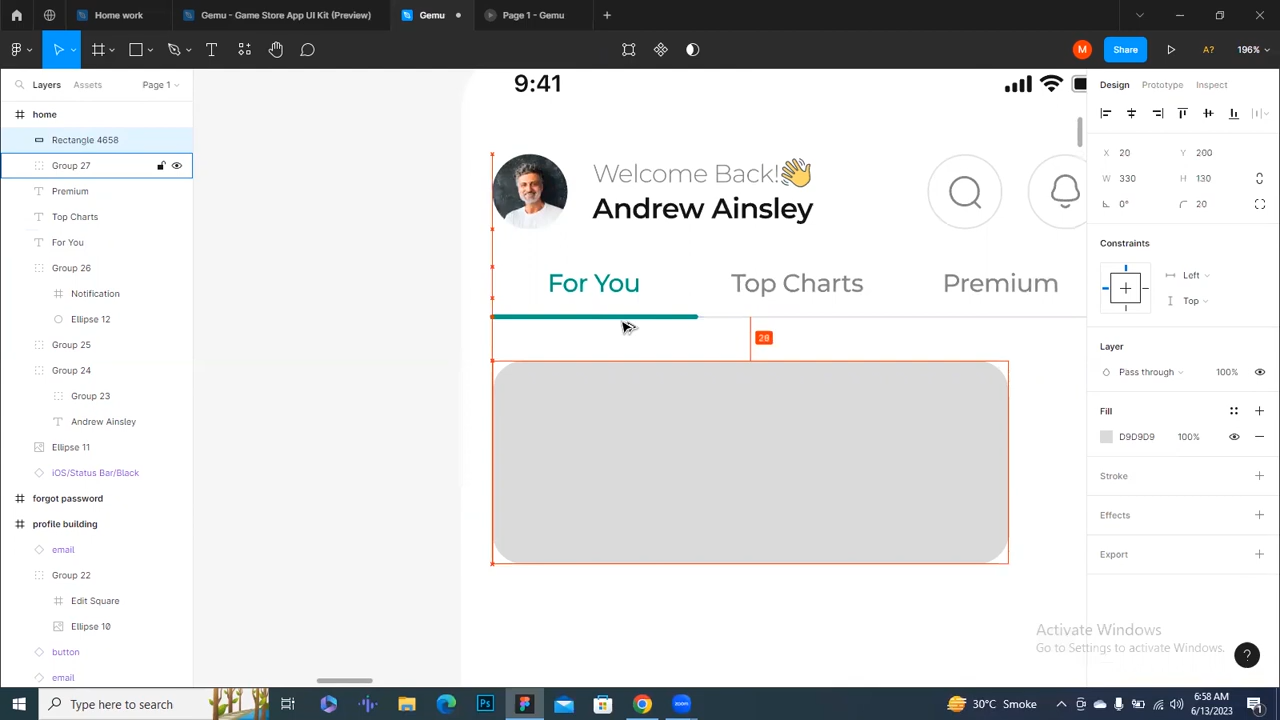 Home work
Gemu - Game Store App UI Kit (Preview)
Gemu
Page 1 - Gemu
Share
A?
196%
M
Layers
Assets
Page 1
home
Rectangle 4658
Group 27
Premium
Top Charts
For You
Group 26
Notification
Ellipse 12
Group 25
Group 24
Group 23
Andrew Ainsley
Ellipse 11
iOS/Status Bar/Black
forgot password
profile building
email
Group 22
Edit Square
Ellipse 10
button
email
9:41
Welcome Back!👋
Andrew Ainsley
For You
Top Charts
Premium
28
Design
Prototype
Inspect
X 20
Y 200
W 330
H 130
0°
20
Constraints
Left
Top
Layer
Pass through
100%
Fill
D9D9D9
100%
Stroke
Effects
Export
Activate Windows
Go to Settings to activate Windows.
?
Type here to search
Ps
zoom
30°C Smoke
6:58 AM
6/13/2023